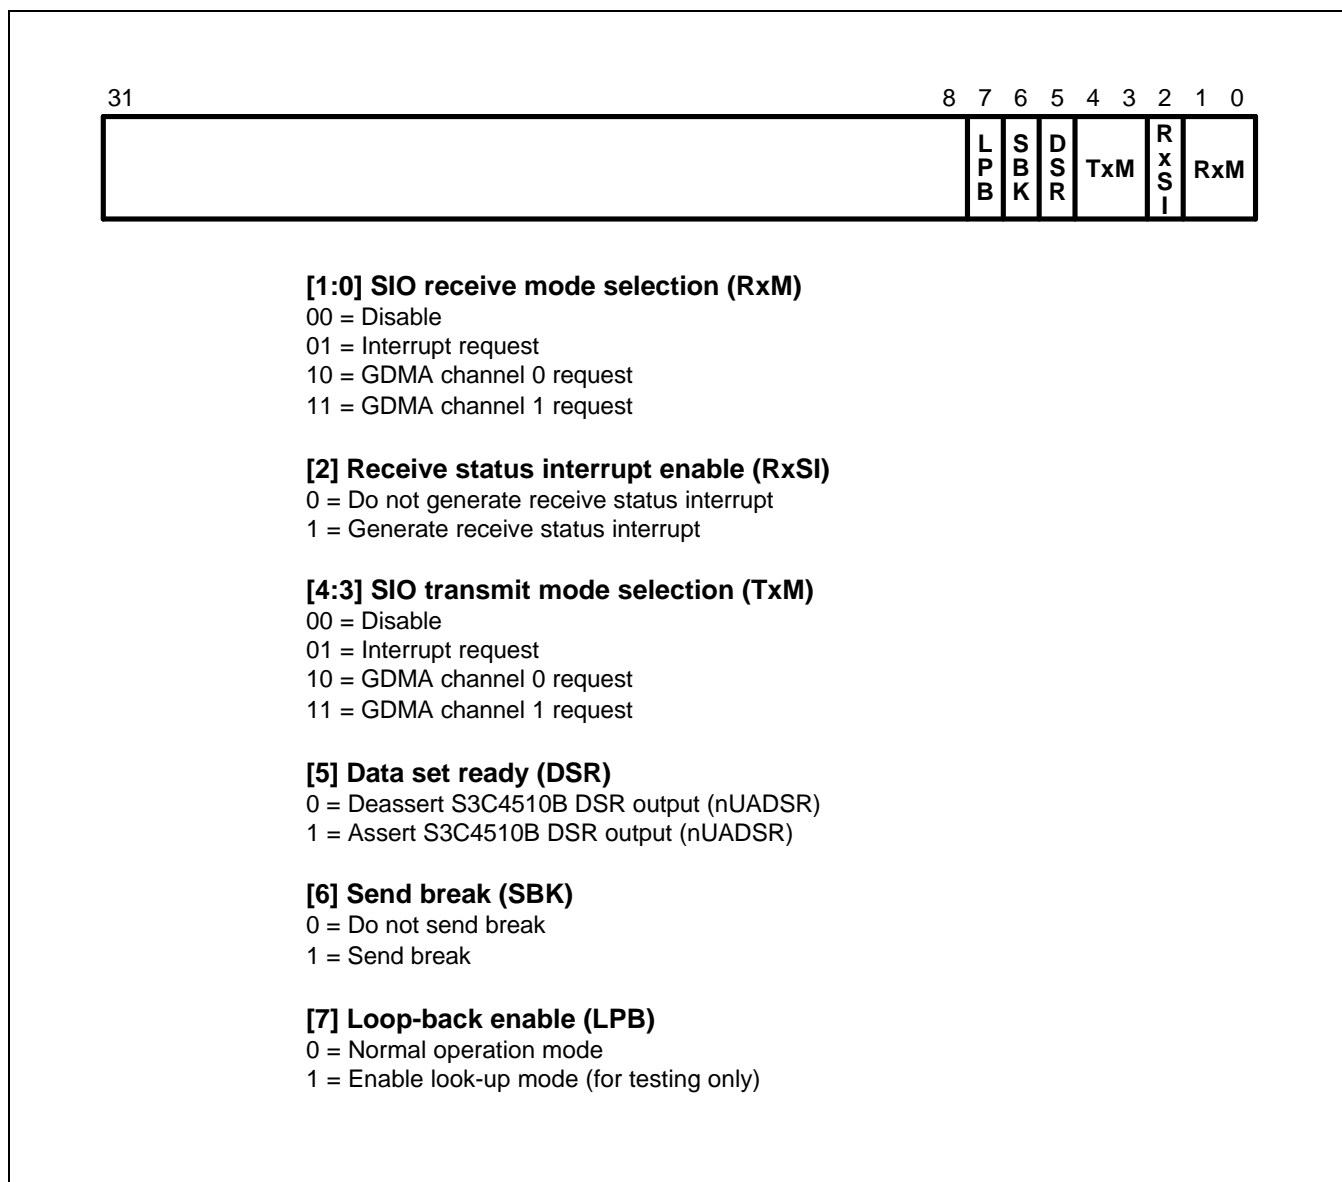 31 8 7 6 5 4 3 2 1 0
LPB SBK DSR TxM RxSI RxM
[1:0] SIO receive mode selection (RxM)
00 = Disable
01 = Interrupt request
10 = GDMA channel 0 request
11 = GDMA channel 1 request
[2] Receive status interrupt enable (RxSI)
0 = Do not generate receive status interrupt
1 = Generate receive status interrupt
[4:3] SIO transmit mode selection (TxM)
00 = Disable
01 = Interrupt request
10 = GDMA channel 0 request
11 = GDMA channel 1 request
[5] Data set ready (DSR)
0 = Deassert S3C4510B DSR output (nUADSR)
1 = Assert S3C4510B DSR output (nUADSR)
[6] Send break (SBK)
0 = Do not send break
1 = Send break
[7] Loop-back enable (LPB)
0 = Normal operation mode
1 = Enable look-up mode (for testing only)